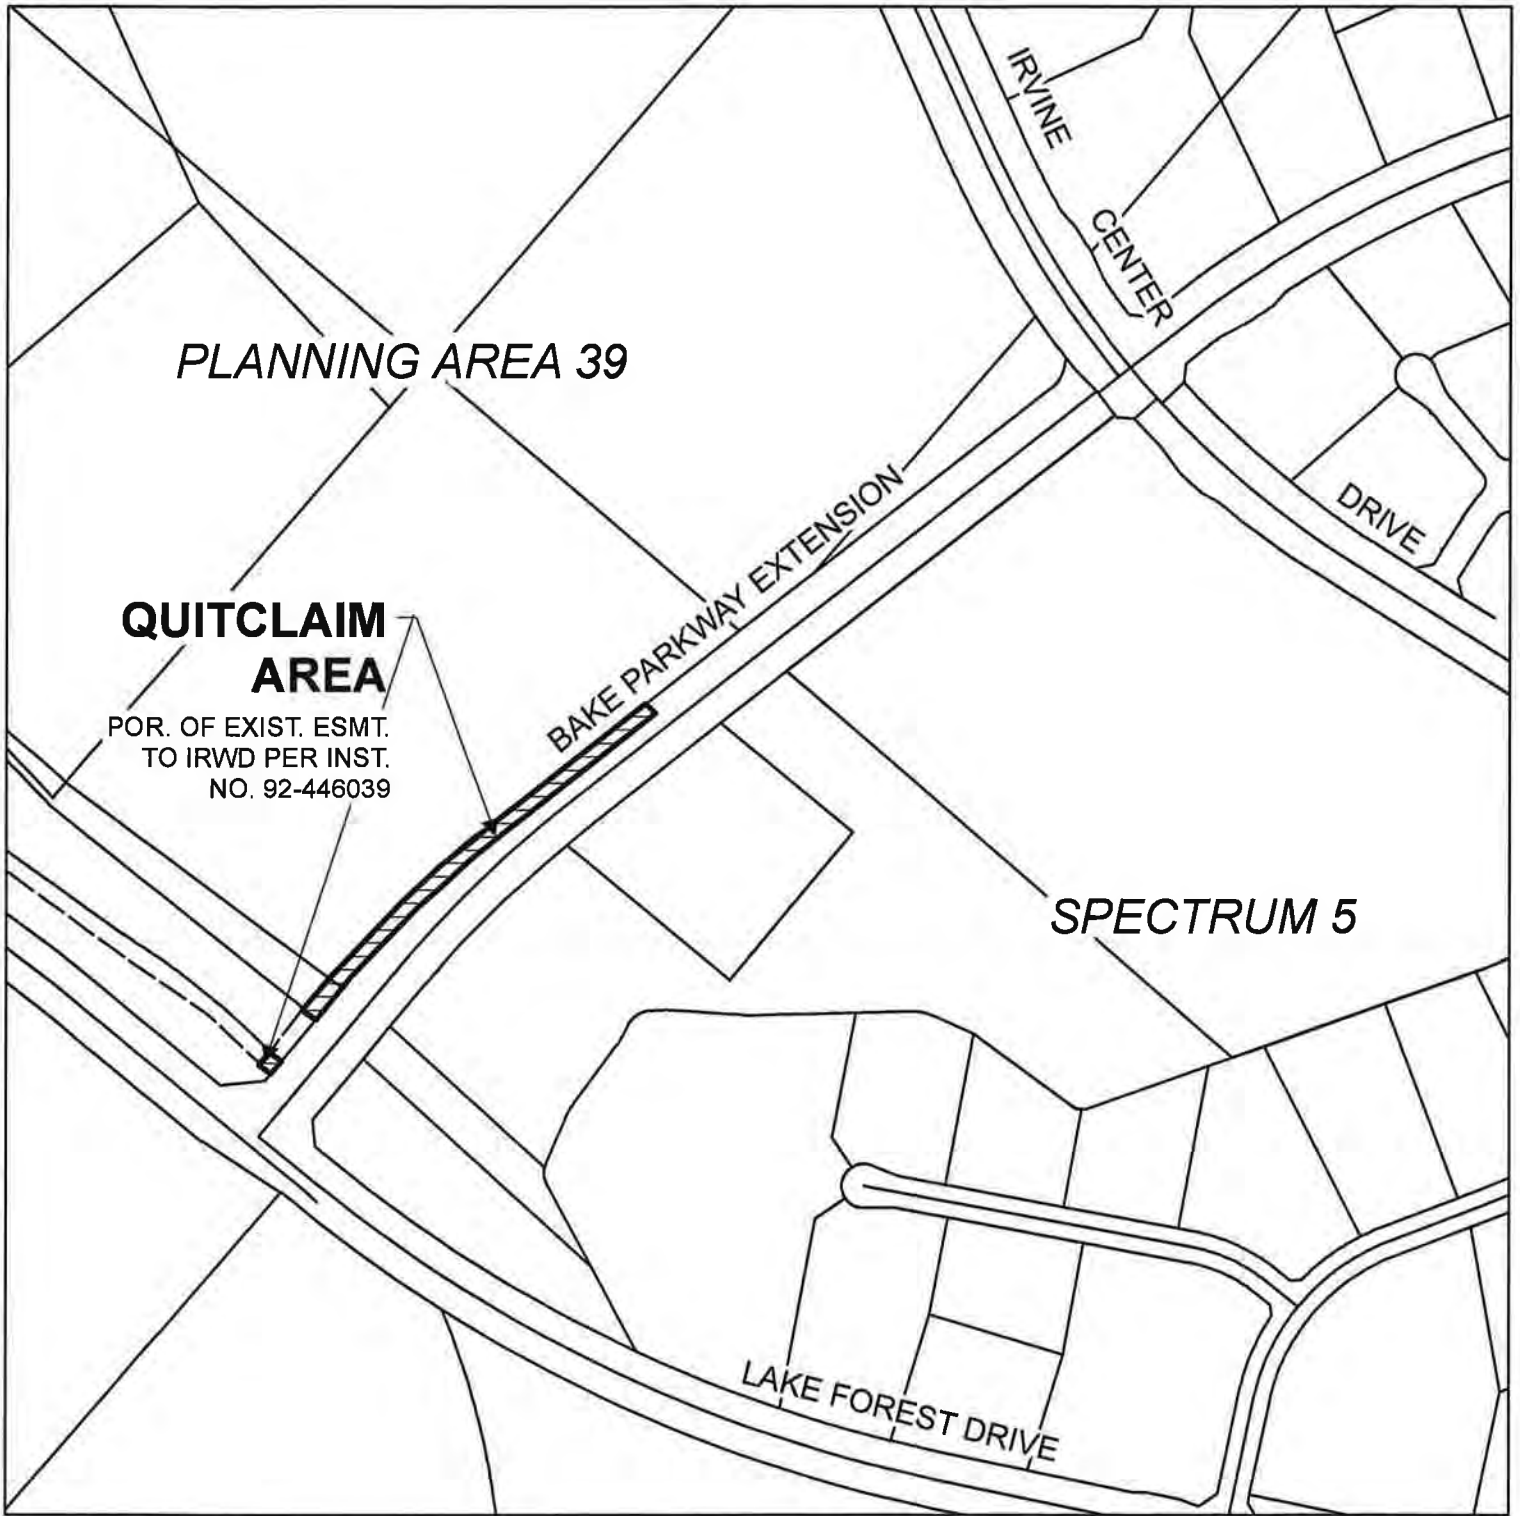 IRVINE
CENTER
DRIVE
PLANNING AREA 39
BAKE PARKWAY EXTENSION
QUITCLAIM
AREA
POR. OF EXIST. ESMT.
TO IRWD PER INST.
NO. 92-446039
SPECTRUM 5
LAKE FOREST DRIVE